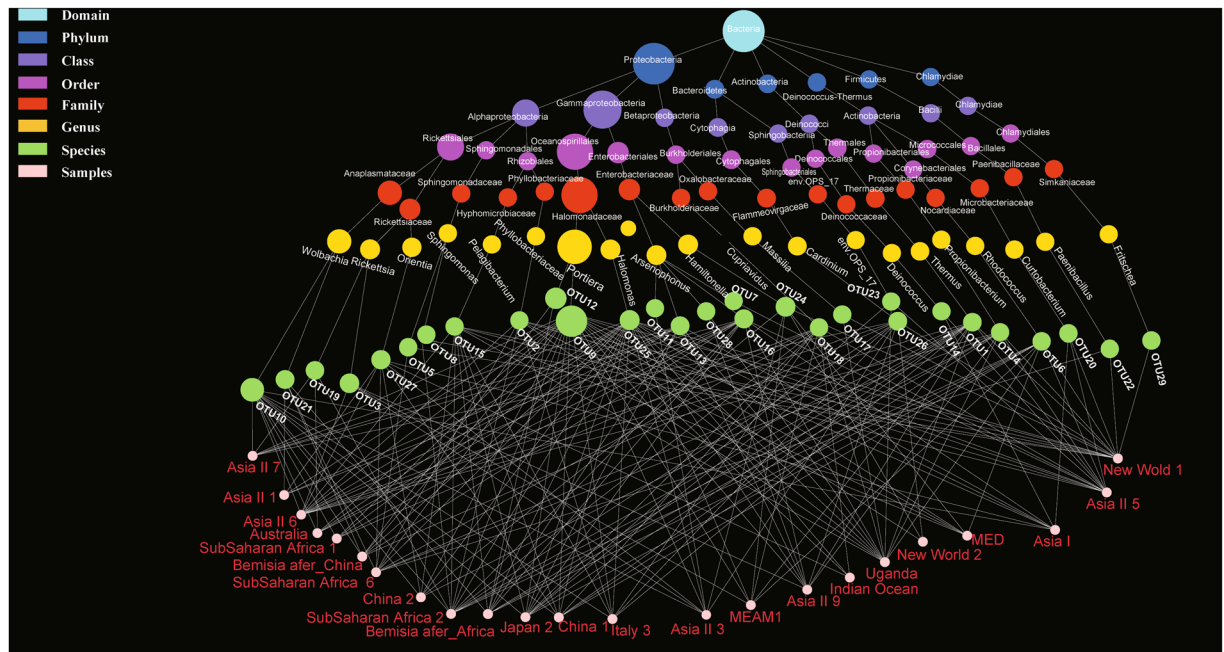 Domain
Phylum
Class
Order
Family
Genus
Species
Samples
Bacteria
Proteobacteria
Bacteroidetes
Actinobacteria
Deinococcus-Thermus
Firmicutes
Chlamydiae
Alphaproteobacteria
Gammaproteobacteria
Betaproteobacteria
Cytophagia
Sphingobacteriia
Deinococci
Actinobacteria
Bacilli
Chlamydiae
Rickettsiales
Sphingomonadales
Rhizobiales
Oceanospirillales
Enterobacteriales
Burkholderiales
Cytophagales
Sphingobacteriales
Deinococcales
Thermales
Propionibacteriales
Corynebacteriales
Micrococcales
Bacillales
Chlamydiales
Anaplasmataceae
Rickettsiaceae
Sphingomonadaceae
Hyphomicrobiaceae
Phyllobacteriaceae
Halomonadaceae
Enterobacteriaceae
Burkholderiaceae
Oxalobacteraceae
Flammeovirgaceae
env.OPS_17
Deinococcaceae
Thermaceae
Propionibacteriaceae
Nocardiaceae
Microbacteriaceae
Paenibacillaceae
Simkaniaceae
Wolbachia
Rickettsia
Orientia
Sphingomonas
Pelagibacterium
Phyllobacteriaceae
Portiera
Halomonas
Arsenophonus
Hamiltonella
Cupriavidus
Massilia
Cardinium
env.OPS_17
Deinococcus
Thermus
Propionibacterium
Rhodococcus
Curtobacterium
Paenibacillus
Fritschea
OTU10
OTU21
OTU19
OTU3
OTU27
OTU5
OTU8
OTU15
OTU2
OTU12
OTU9
OTU25
OTU11
OTU13
OTU28
OTU7
OTU16
OTU24
OTU18
OTU17
OTU23
OTU26
OTU14
OTU1
OTU4
OTU6
OTU20
OTU22
OTU29
Asia II 7
Asia II 1
Asia II 6
Australia
SubSaharan Africa 1
Bemisia afer_China
SubSaharan Africa 6
China 2
SubSaharan Africa 2
Bemisia afer_Africa
Japan 2
China 1
Italy 3
Asia II 3
MEAM1
Asia II 9
Indian Ocean
Uganda
New World 2
MED
Asia I
Asia II 5
New Wold 1